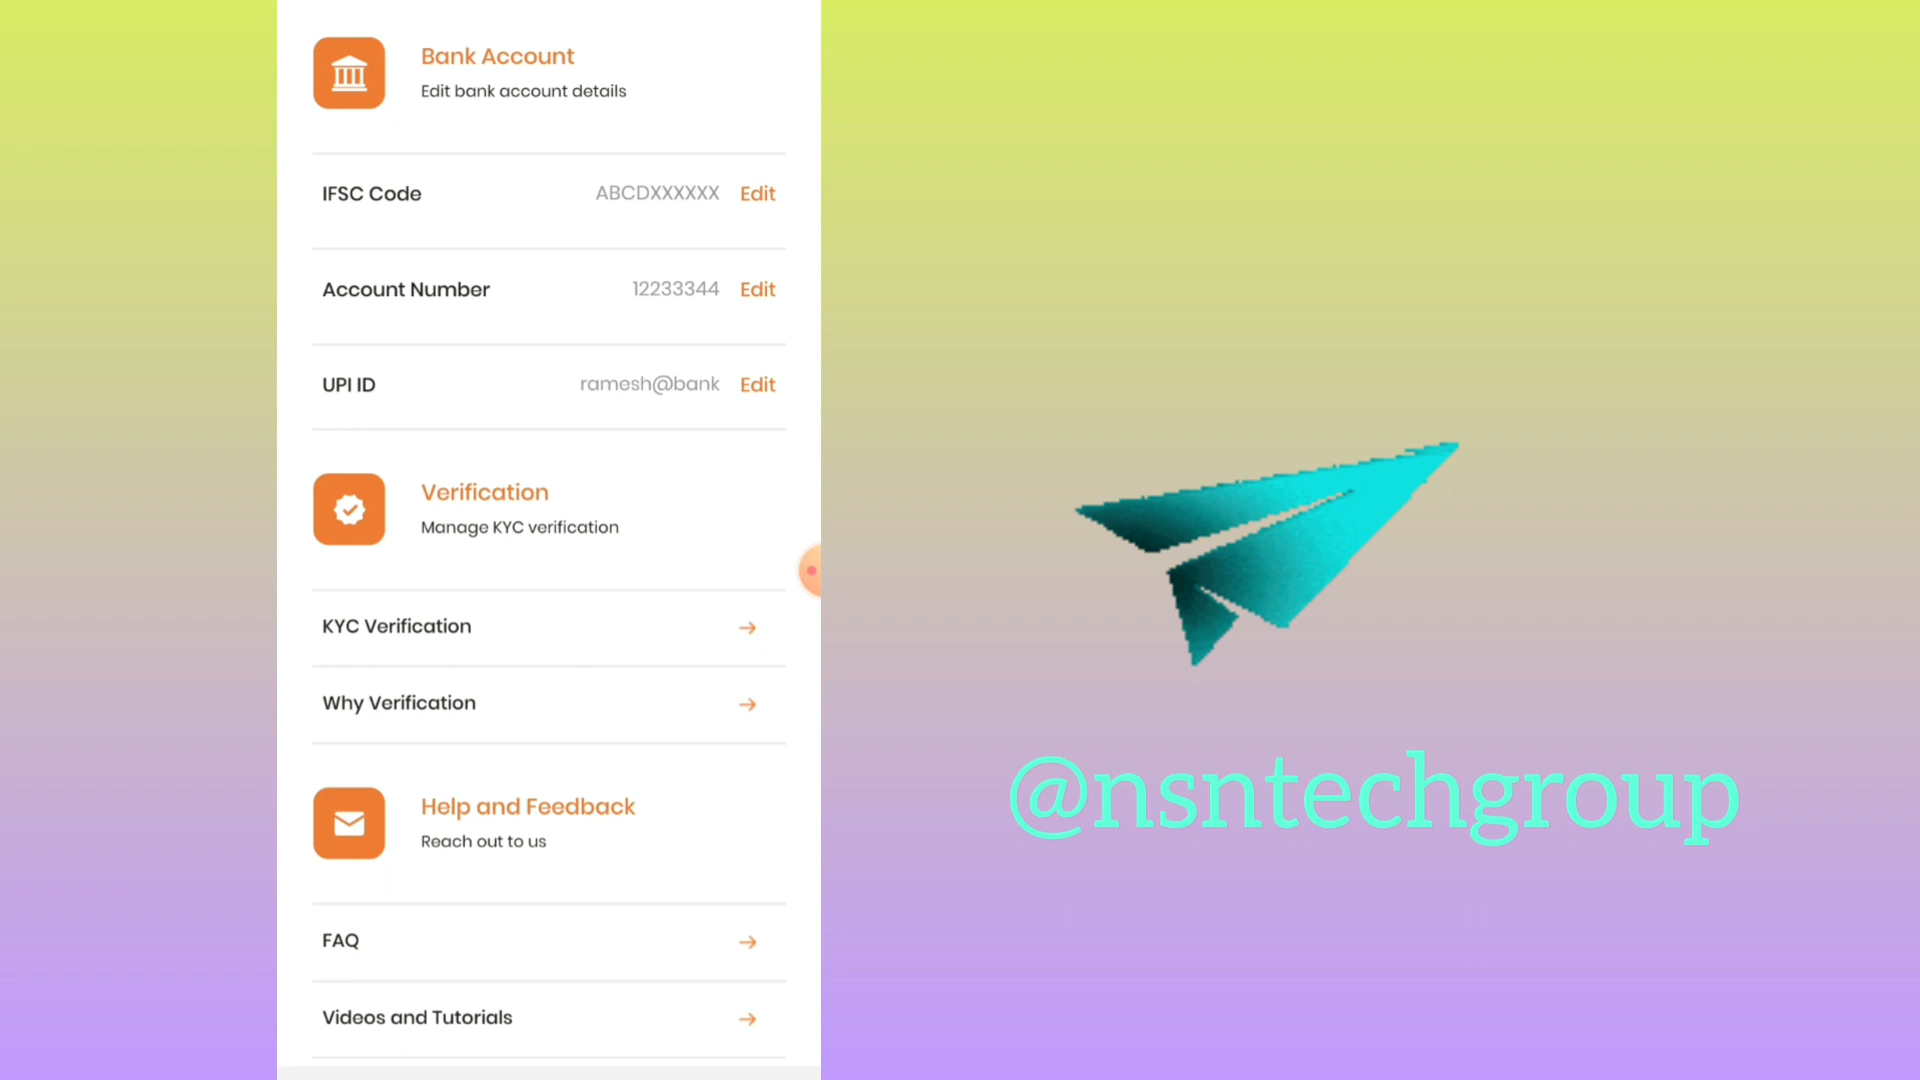 Bank Account
Edit bank account details
IFSC Code ABCDXXXXXX Edit
Account Number 12233344 Edit
UPI ID ramesh@bank Edit
Verification
Manage KYC verification
KYC Verification
Why Verification
Help and Feedback
Reach out to us
FAQ
Videos and Tutorials
@nsntechgroup